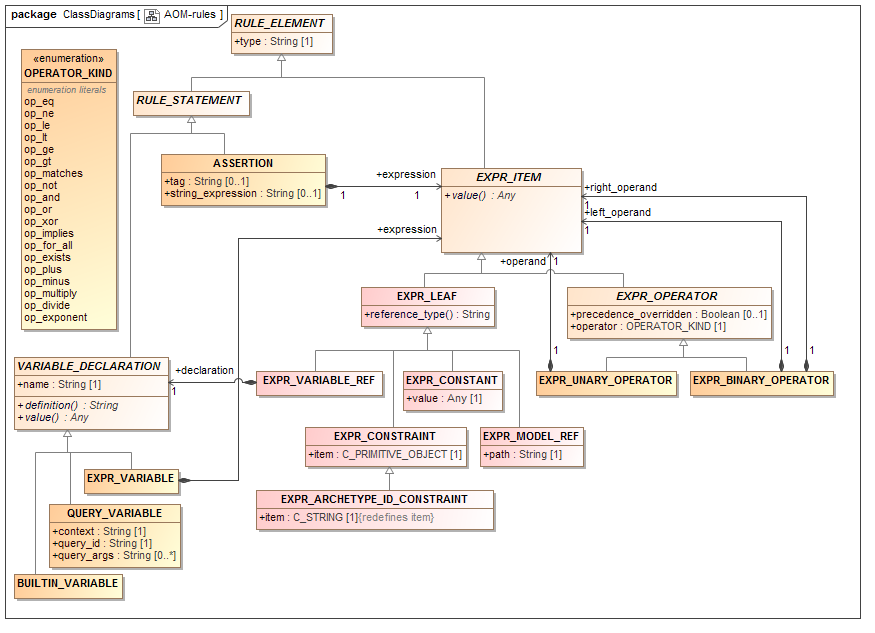 package ClassDiagrams [ AOM-rules ]
RULE_ELEMENT
+type : String [1]
«enumeration»
OPERATOR_KIND
enumeration literals
op_eq
op_ne
op_le
op_lt
op_ge
op_gt
op_matches
op_not
op_and
op_or
op_xor
op_implies
op_for_all
op_exists
op_plus
op_minus
op_multiply
op_divide
op_exponent
RULE_STATEMENT
ASSERTION
+tag : String [0..1]
+string_expression : String [0..1]
+expression
1
1
EXPR_ITEM
+value() : Any
+right_operand
1
+left_operand
1
+expression
+operand
1
EXPR_LEAF
+reference_type() : String
EXPR_OPERATOR
+precedence_overridden : Boolean [0..1]
+operator : OPERATOR_KIND [1]
1
1
1
VARIABLE_DECLARATION
+name : String [1]
+definition() : String
+value() : Any
+declaration
1
EXPR_VARIABLE_REF
EXPR_CONSTANT
+value : Any [1]
EXPR_UNARY_OPERATOR
EXPR_BINARY_OPERATOR
EXPR_CONSTRAINT
+item : C_PRIMITIVE_OBJECT [1]
EXPR_MODEL_REF
+path : String [1]
EXPR_VARIABLE
EXPR_ARCHETYPE_ID_CONSTRAINT
+item : C_STRING [1]{redefines item}
QUERY_VARIABLE
+context : String [1]
+query_id : String [1]
+query_args : String [0..*]
BUILTIN_VARIABLE